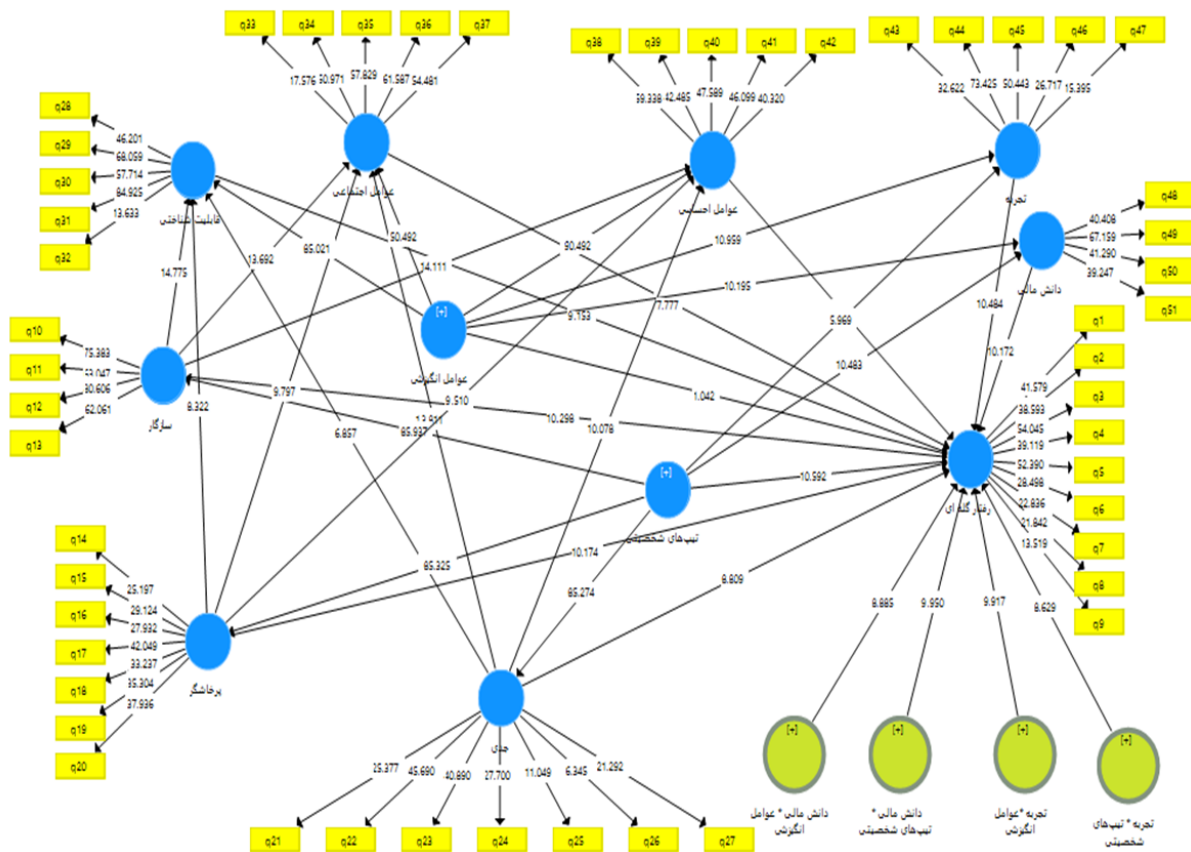 q33 q34 q35 q36 q37
17.576 50.971 57.829 61.587 54.481
عوامل اجتماعی
q38 q39 q40 q41 q42
39.338 42.485 47.589 46.099 40.320
عوامل احساسی
q43 q44 q45 q46 q47
32.622 73.425 50.443 26.717 15.395
تجربه
q28
q29
q30
q31
q32
46.201
68.059
57.714
84.925
13.633
قابلیت شناختی
q48
q49
q50
q51
40.408
67.159
41.290
39.247
دانش مالی
14.775
13.692
85.021
50.492
14.111
90.492
10.959
10.195
7.777
9.153
5.969
10.484
10.483
10.172
[+]
عوامل انگیزشی
q10
q11
q12
q13
75.383
62.061
سازگار
8.322
9.797
6.857
9.510
85.937
10.078
10.298
1.042
10.592
[+]
تیپ‌های شخصیتی
q1
q2
q3
q4
q5
q6
q7
q8
q9
41.579
38.593
54.045
39.119
52.390
28.498
22.836
21.842
13.519
رفتار گله ای
q14
q15
q16
q17
q18
q19
q20
25.197
29.124
27.932
42.049
33.237
35.304
37.936
پرخاشگر
85.325
85.274
10.174
8.809
جدی
25.377 45.690 40.890 27.700 11.049 6.345 21.292
q21 q22 q23 q24 q25 q26 q27
8.885 9.950 9.917 8.629
[+] [+] [+] [+]
دانش مالی * عوامل
انگیزشی
دانش مالی *
تیپ‌های شخصیتی
تجربه * عوامل
انگیزشی
تجربه * تیپ‌های
شخصیتی